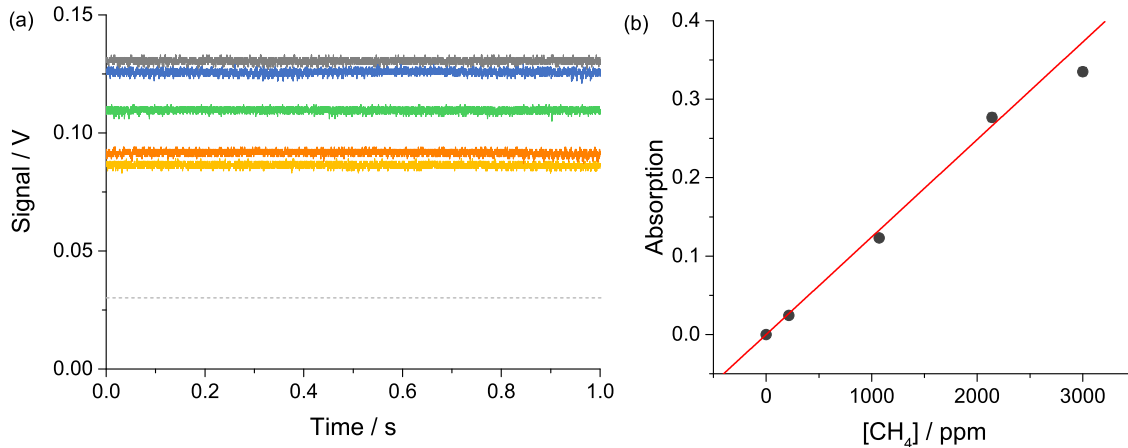 (a)
0.15
0.10
0.05
0.00
Signal / V
0.0 0.2 0.4 0.6 0.8 1.0
Time / s
(b)
0.4
0.3
0.2
0.1
0.0
Absorption
0 1000 2000 3000
[CH₄] / ppm